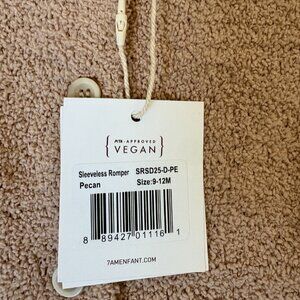 PETA-APPROVED
VEGAN
Sleeveless Romper SRSD25-D-PE
Pecan Size:9-12M
8 89427 01116 1
7AMENFANT.COM